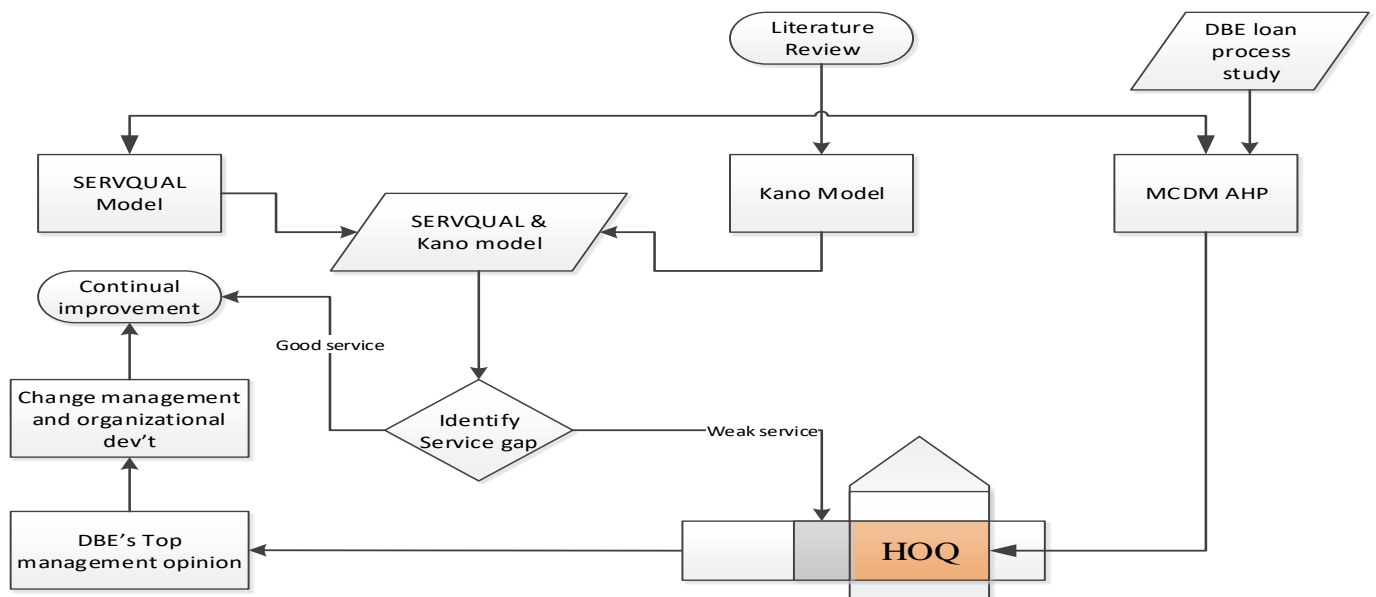 Literature
Review
DBE loan
process
study
SERVQUAL
Model
Kano Model
MCDM AHP
SERVQUAL &
Kano model
Continual
improvement
Good service
Change management
and organizational
dev't
Identify
Service gap
Weak service
DBE's Top
management opinion
HOQ